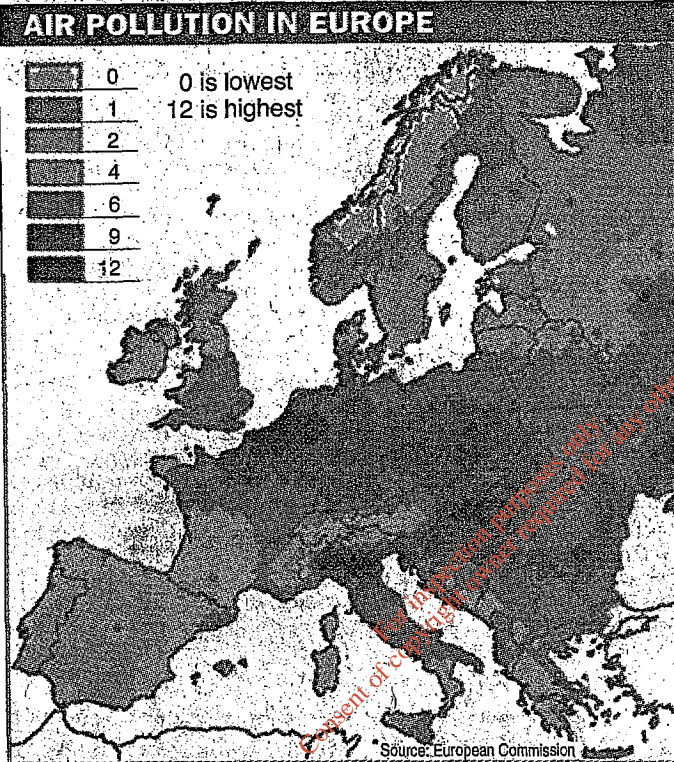 AIR POLLUTION IN EUROPE
0
0 is lowest
1
12 is highest
2
4
6
9
12
For inspection purposes only.
Consent of copyright owner required for any other
Source: European Commission